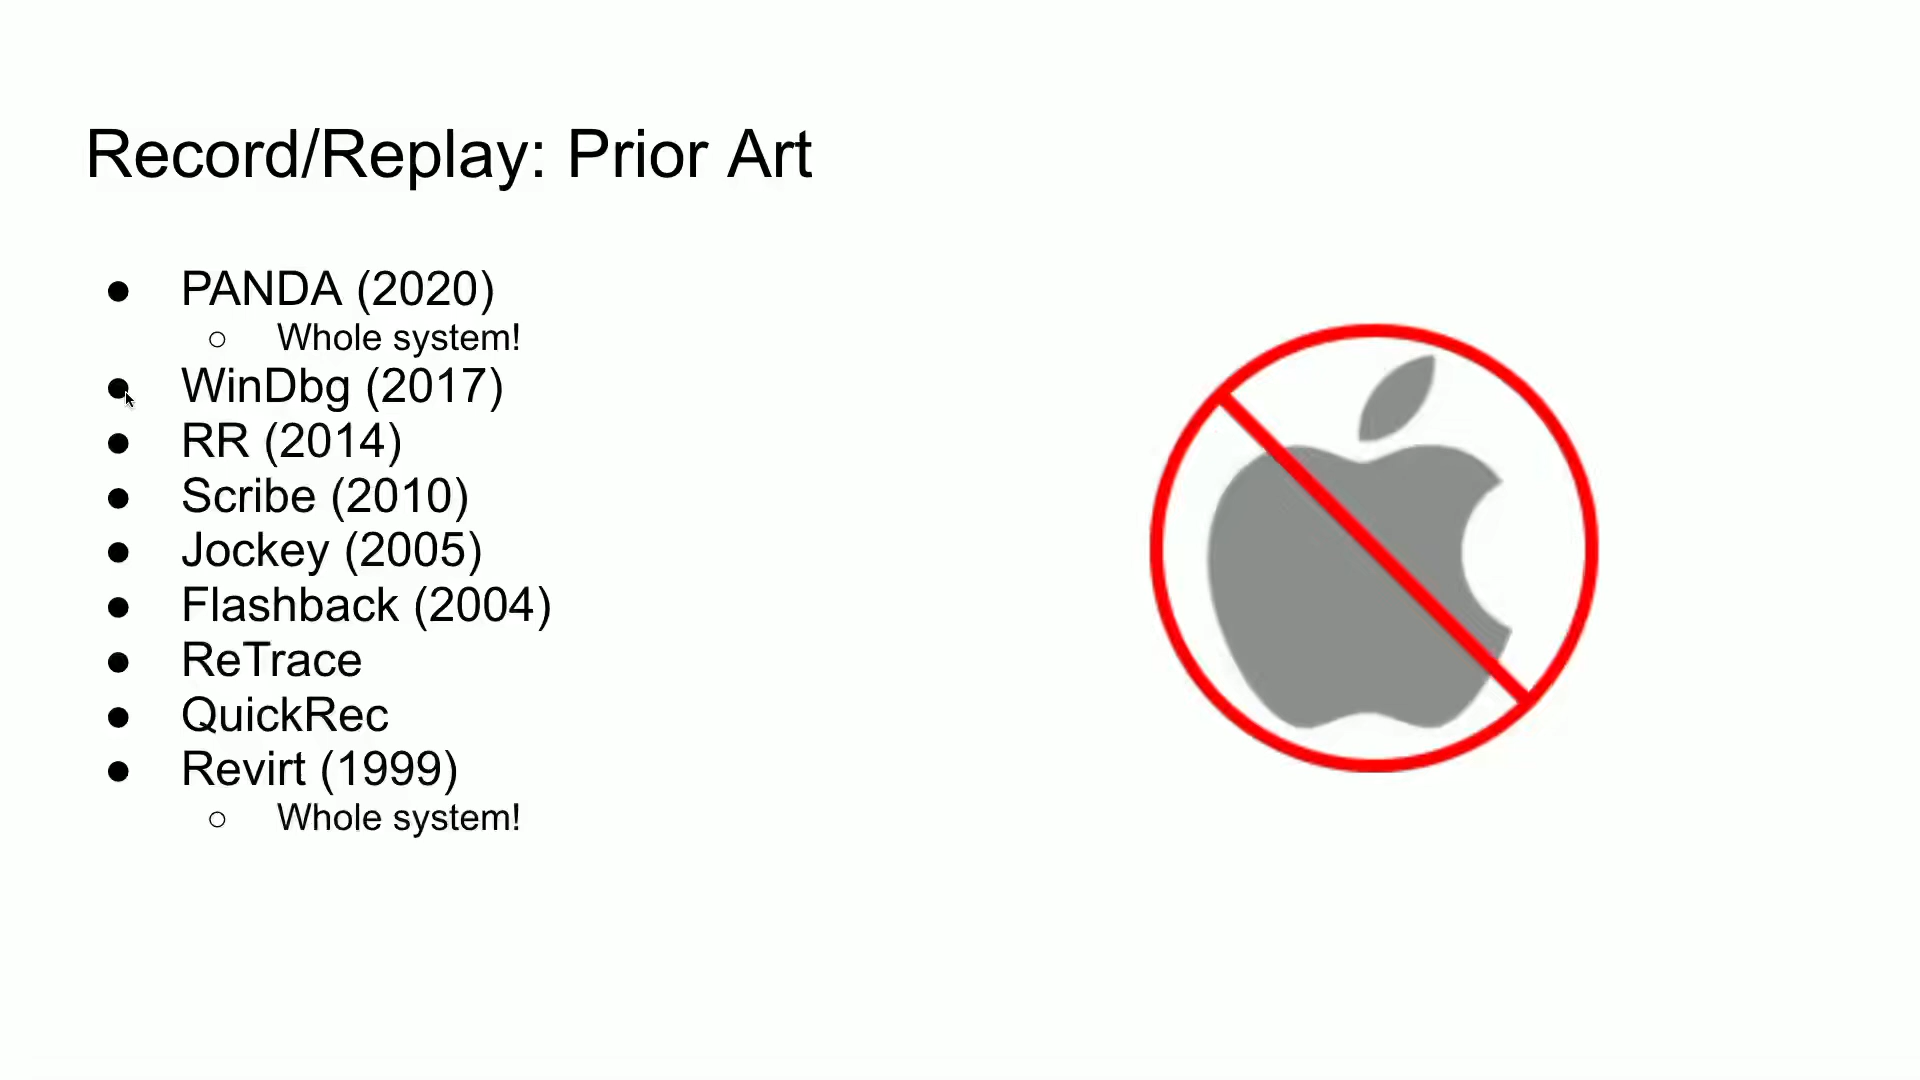 Record/Replay: Prior Art
● PANDA (2020)
○ Whole system!
● WinDbg (2017)
● RR (2014)
● Scribe (2010)
● Jockey (2005)
● Flashback (2004)
● ReTrace
● QuickRec
● Revirt (1999)
○ Whole system!